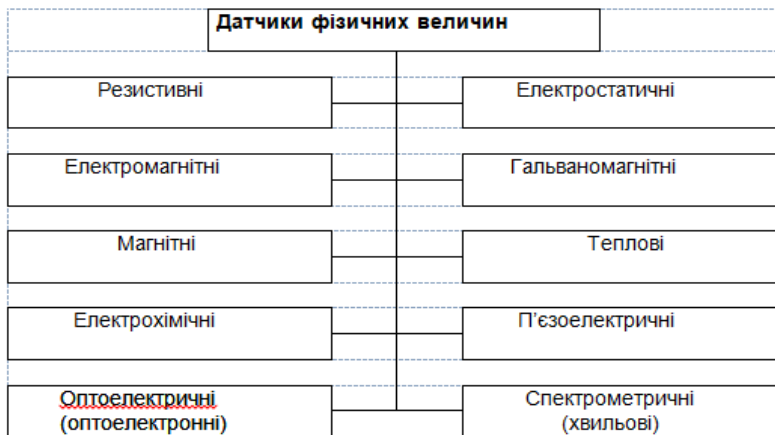 Датчики фізичних величин
Резистивні
Електростатичні
Електромагнітні
Гальваномагнітні
Магнітні
Теплові
Електрохімічні
П’єзоелектричні
Оптоелектричні
(оптоелектронні)
Спектрометричні
(хвильові)